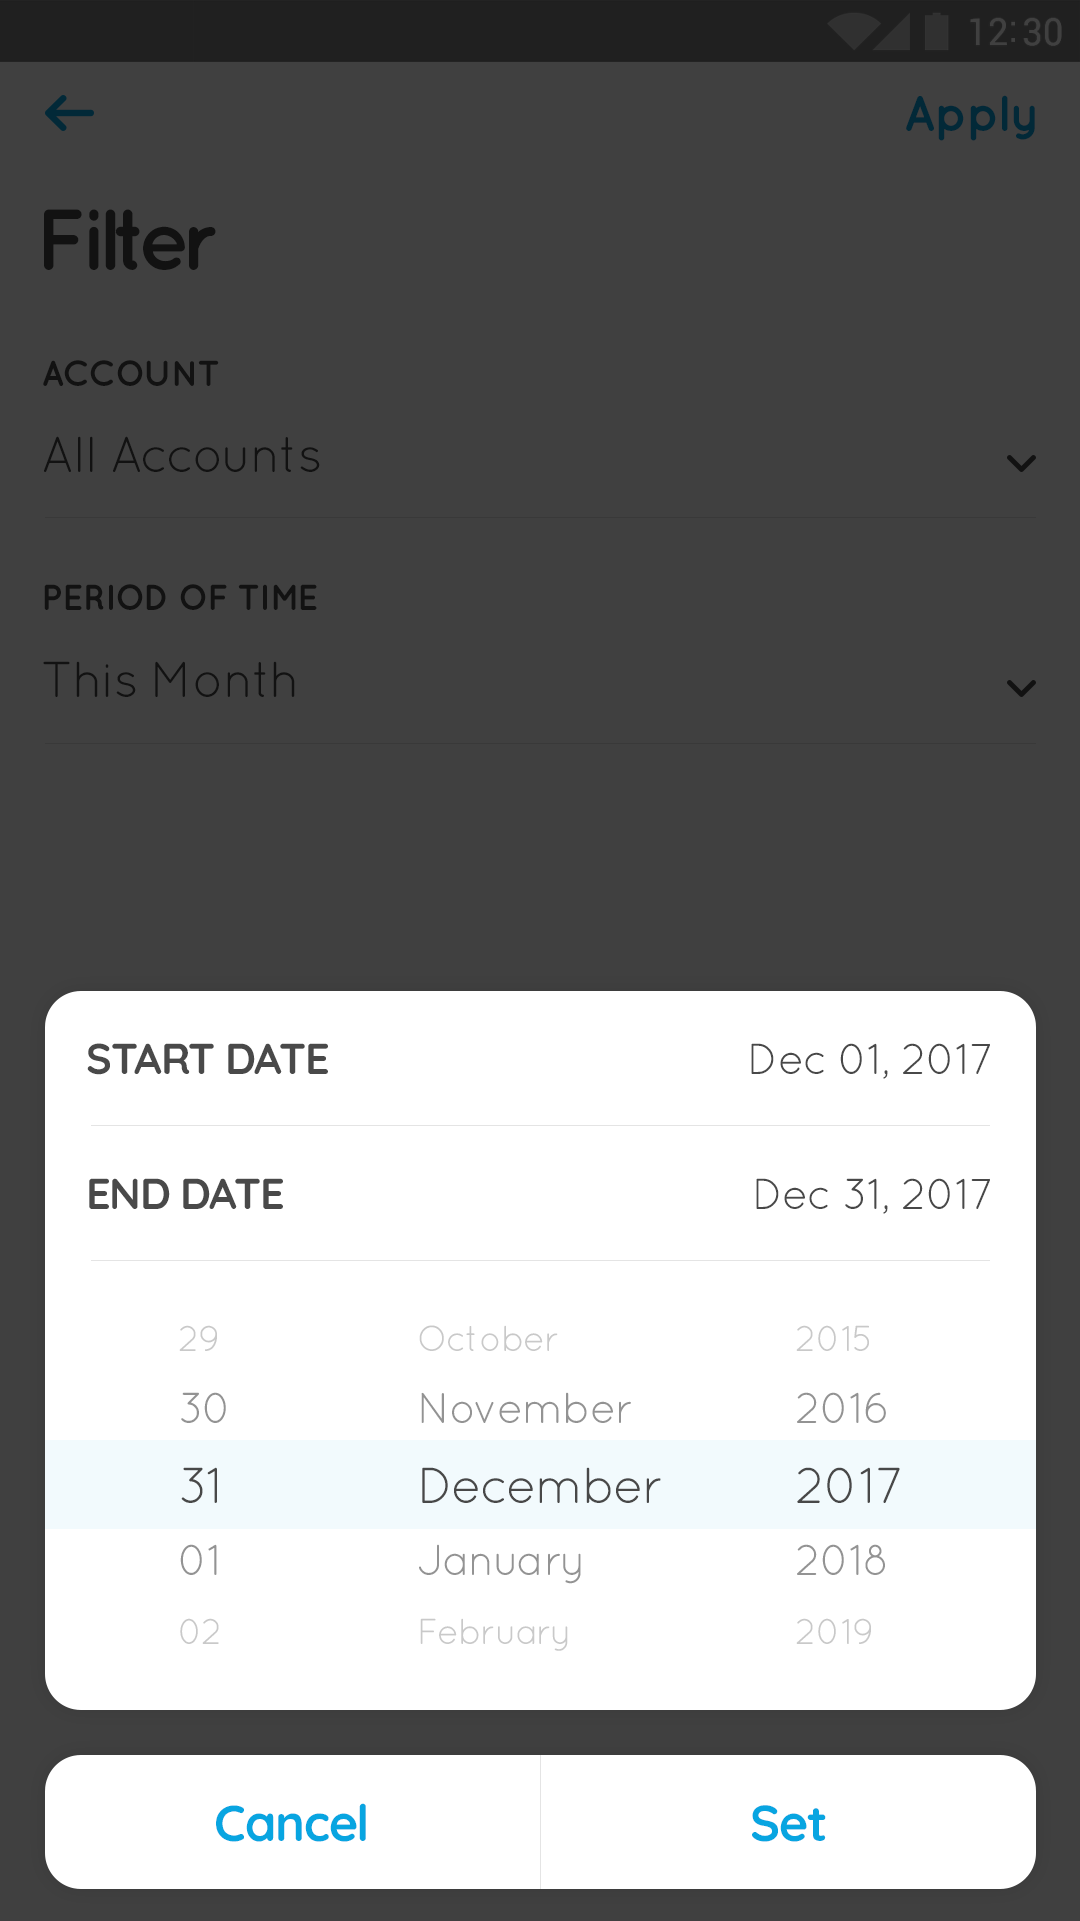 12:30
Apply
Filter
ACCOUNT
All Accounts
PERIOD OF TIME
This Month
START DATE Dec 01, 2017
END DATE Dec 31, 2017
29 October 2015
30 November 2016
31 December 2017
01 January 2018
02 February 2019
Cancel Set